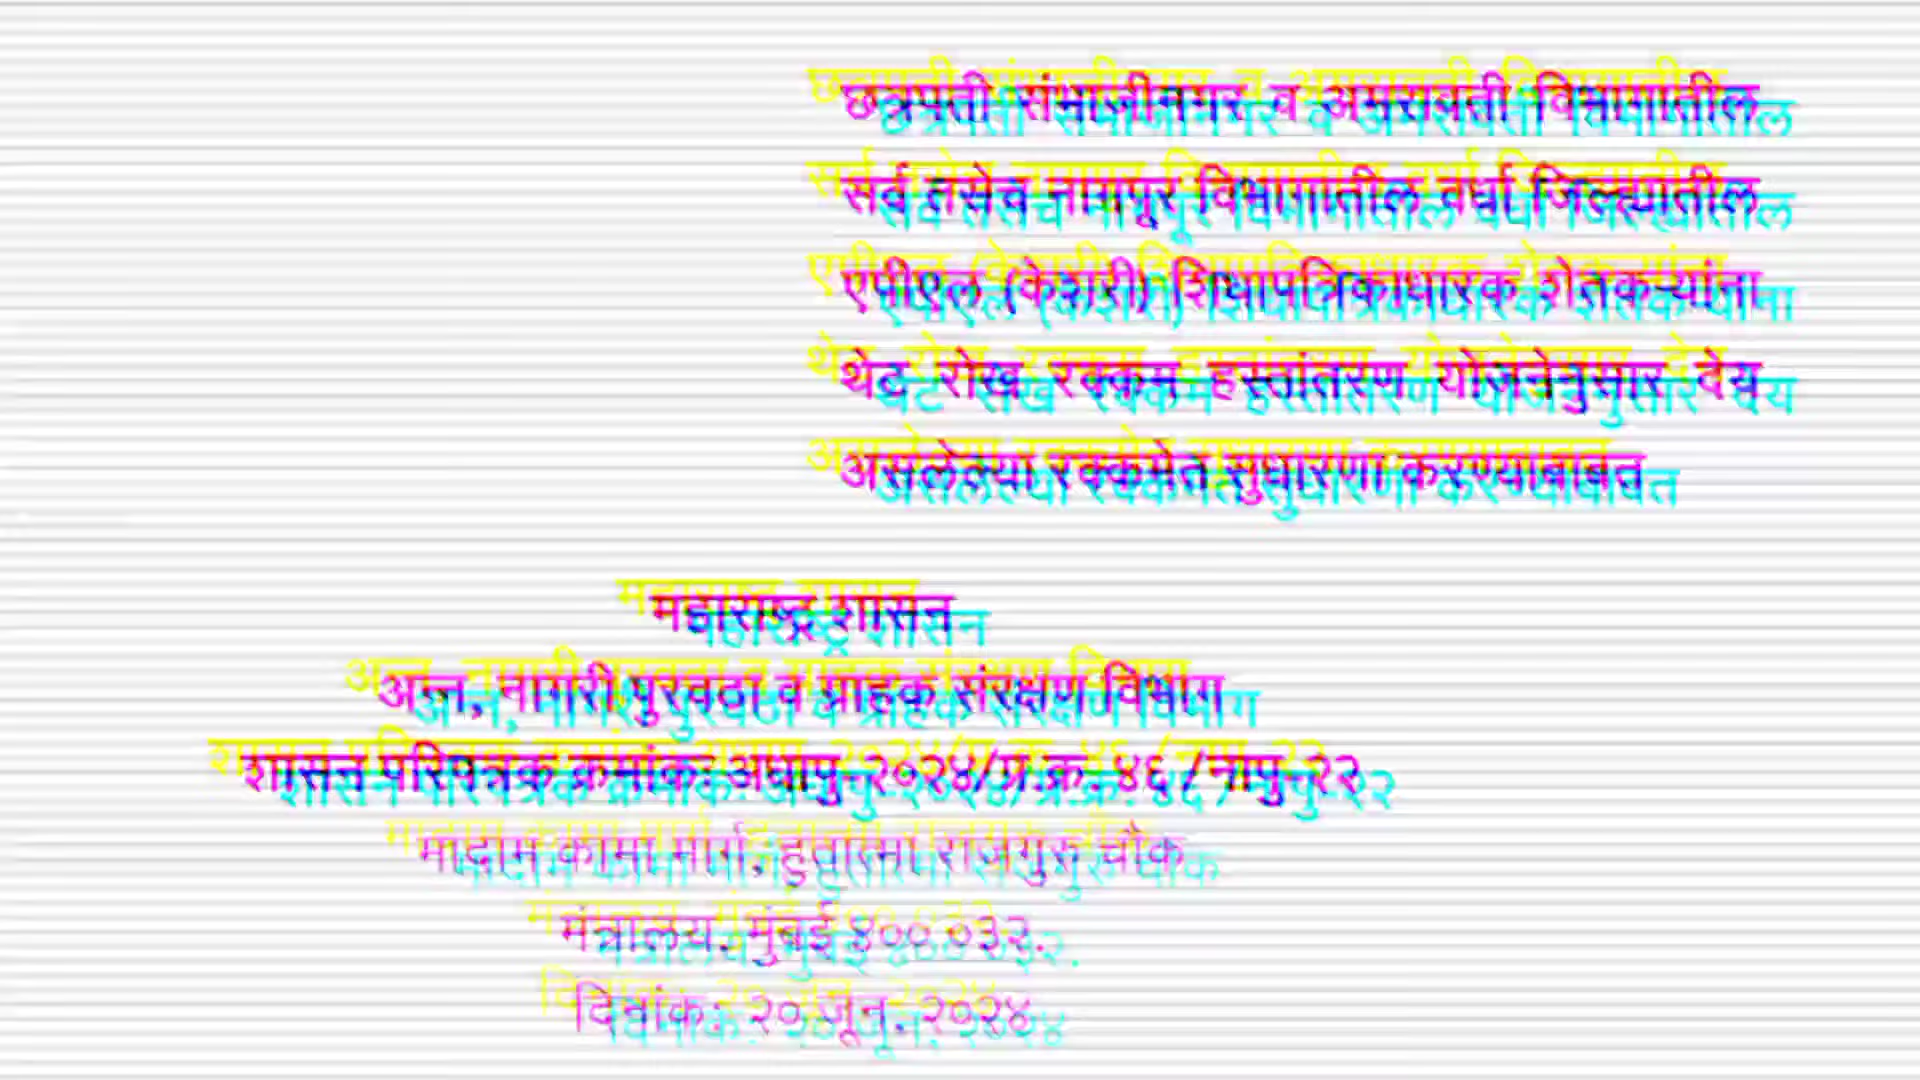 छत्रपती संभाजीनगर व अमरावती विभागातील
सर्व तसेच नागपूर विभागातील वर्धा जिल्ह्यातील
एपीएल (केशरी) शिधापत्रिकाधारक शेतकऱ्यांना
थेट रोख रक्कम हस्तांतरण योजनेनुसार देय
असलेल्या रक्कमेत सुधारणा करण्याबाबत
महाराष्ट्र शासन
अन्न, नागरी पुरवठा व ग्राहक संरक्षण विभाग
शासन परिपत्रक क्रमांक: अधापु-२०२४/प्र.क्र. ४६ /नापु-२२
मादाम कामा मार्ग, हुतात्मा राजगुरु चौक
मंत्रालय, मुंबई ४०० ०३२.
दिनांक: २० जून, २०२४